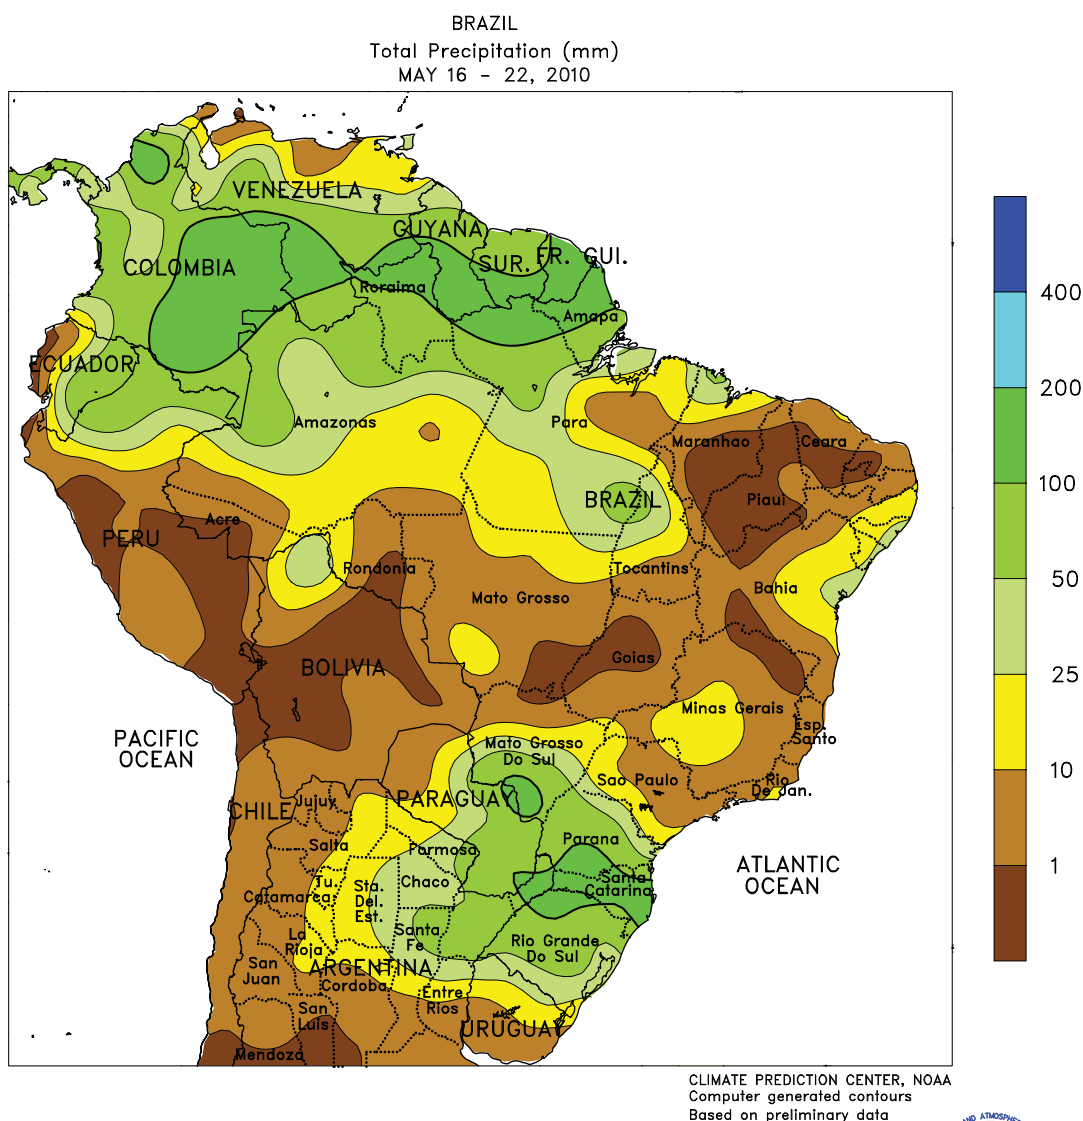 BRAZIL
Total Precipitation (mm)
MAY 16 - 22, 2010
VENEZUELA
GUYANA
SUR.
FR. GUI.
COLOMBIA
Roraima
Amapa
ECUADOR
Amazonas
Para
Maranhao
Ceara
BRAZIL
Piaui
Acre
PERU
Rondonia
Tocantins
Mato Grosso
Bahia
BOLIVIA
Goias
Minas Gerais
Esp.
Santo
PACIFIC
OCEAN
Mato Grosso
Do Sul
Sao Paulo
Rio
De Jan.
CHILE
Jujuy
PARAGUAY
Salta
Formosa
Parana
ATLANTIC
OCEAN
Tu.
Catamarca
Sta.
Del.
Est.
Chaco
Santa
Catarina
La
Rioja
Santa
Fe
Rio Grande
Do Sul
San
Juan
ARGENTINA
Cordoba
Entre
Rios
San
Luis
URUGUAY
Mendoza
400
200
100
50
25
10
1
CLIMATE PREDICTION CENTER, NOAA
Computer generated contours
Based on preliminary data
AND ATMOSPHE